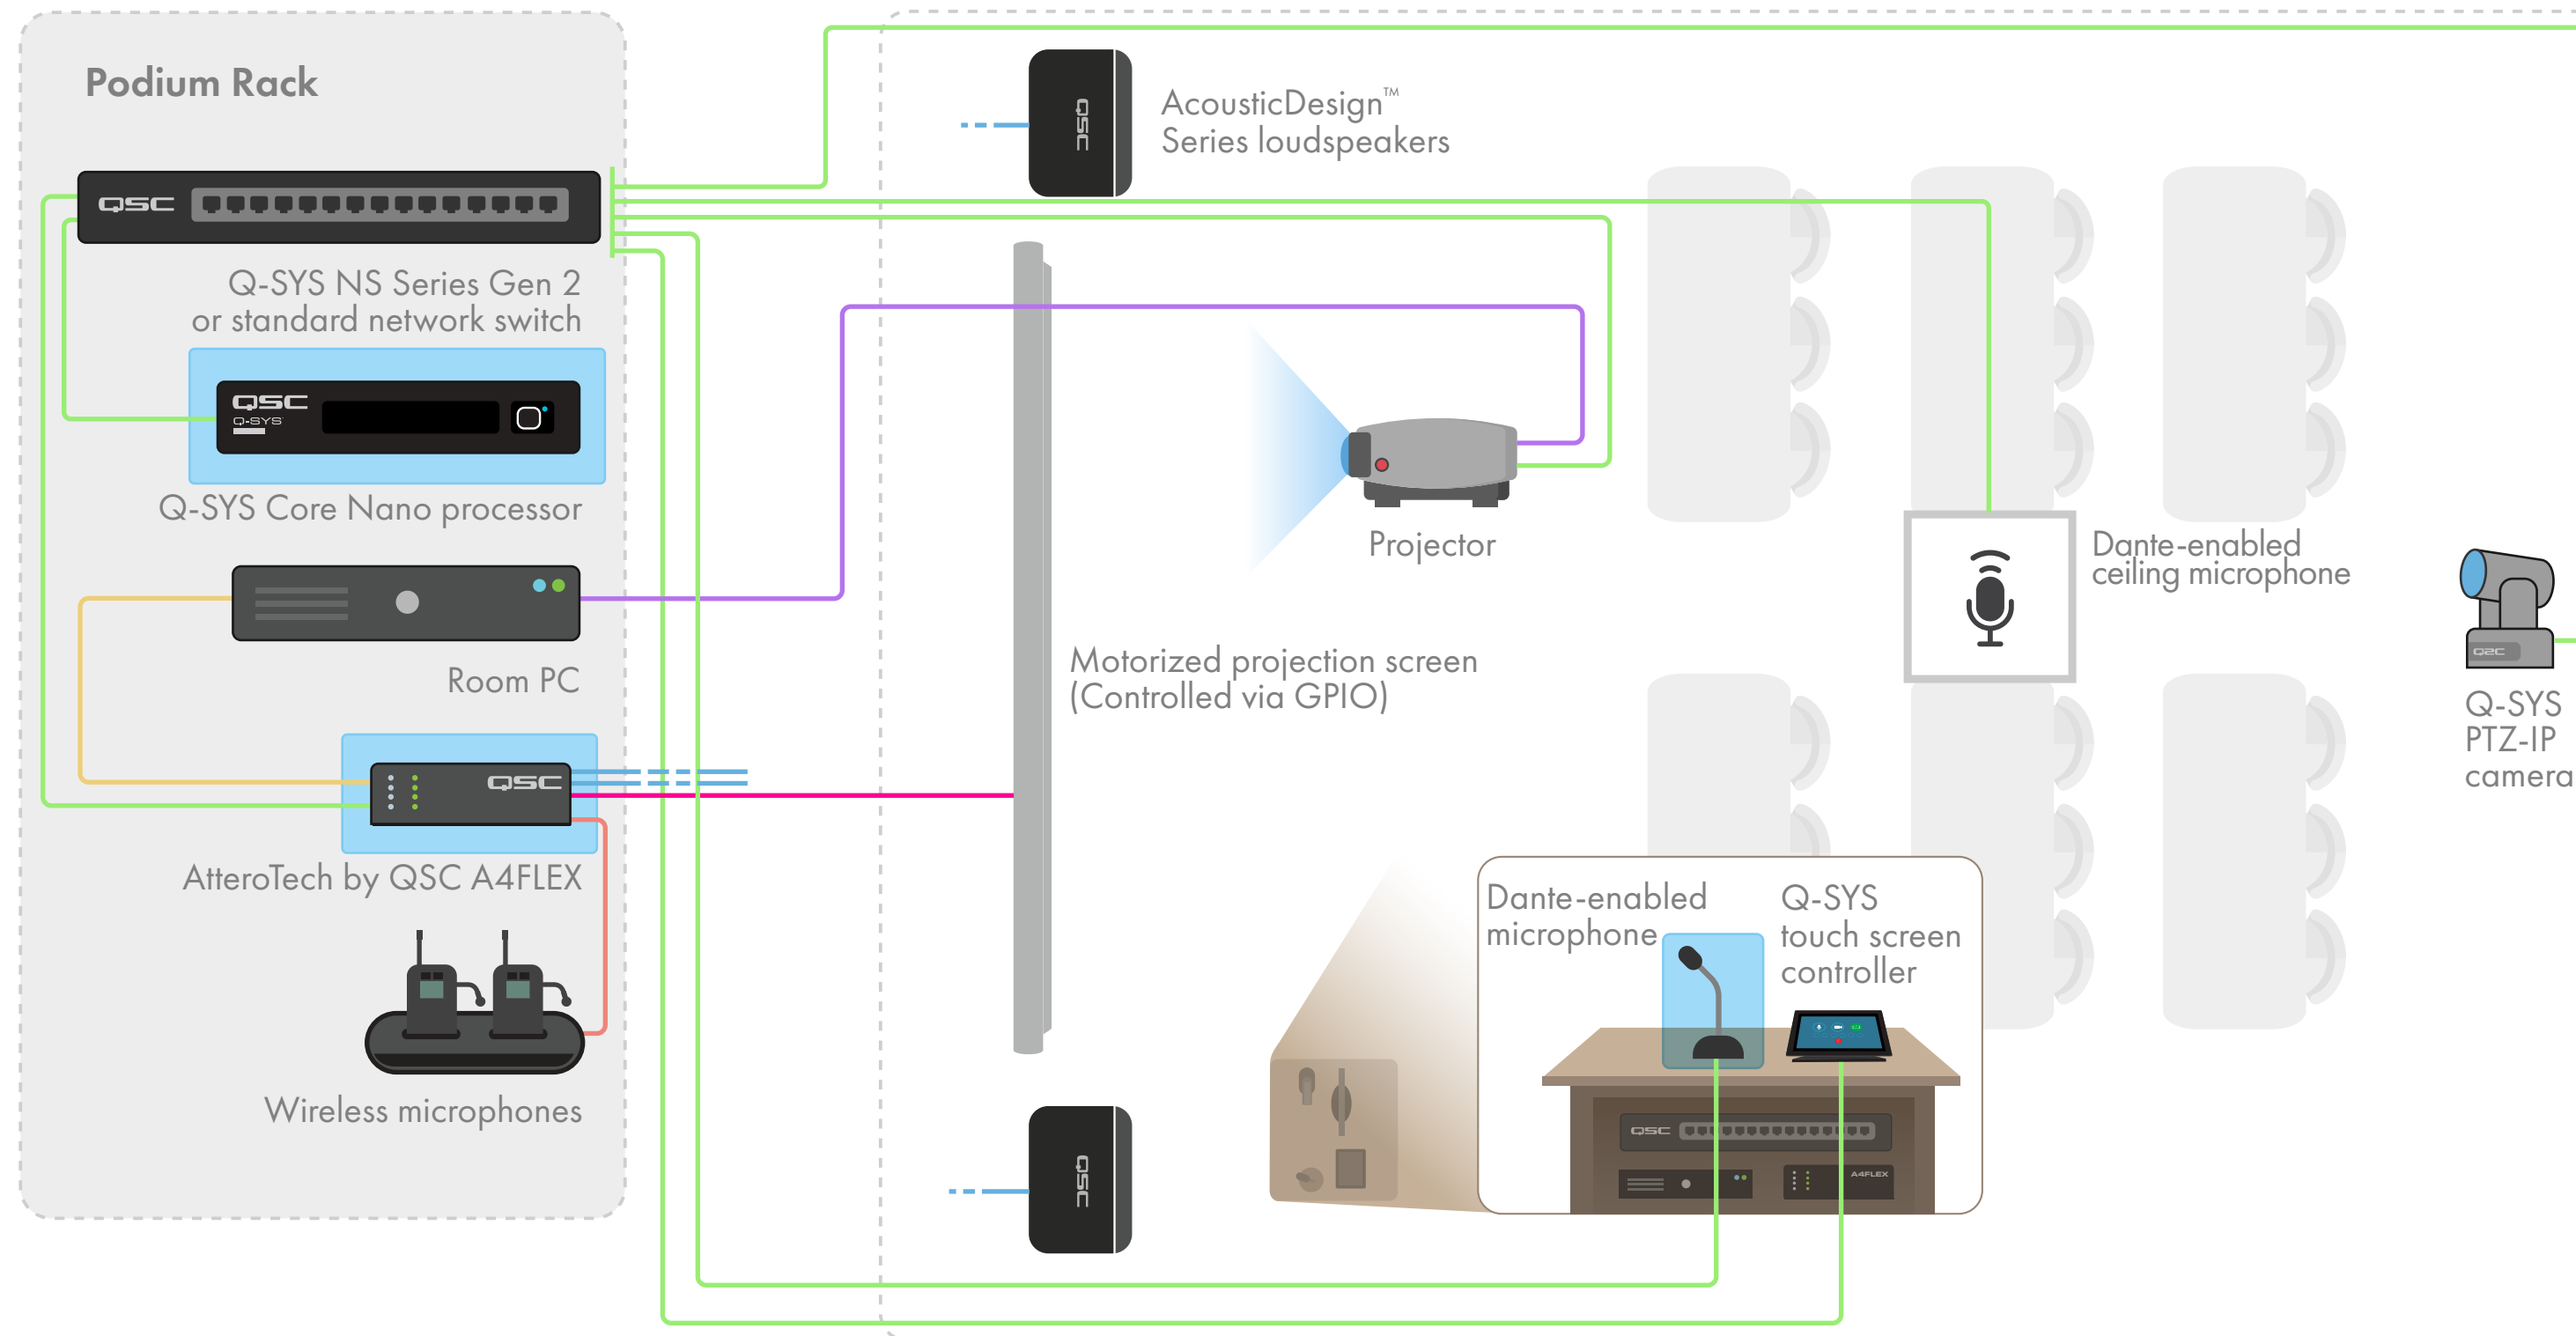 Podium Rack
QSC
Q-SYS NS Series Gen 2
or standard network switch
QSC
Q-SYS
Q-SYS Core Nano processor
Room PC
QSC
AtteroTech by QSC A4FLEX
Wireless microphones
QSC
AcousticDesign™
Series loudspeakers
Projector
Motorized projection screen
(Controlled via GPIO)
QSC
Dante-enabled
ceiling microphone
Q-SYS
PTZ-IP
camera
Dante-enabled
microphone
Q-SYS
touch screen
controller
QSC
A4FLEX